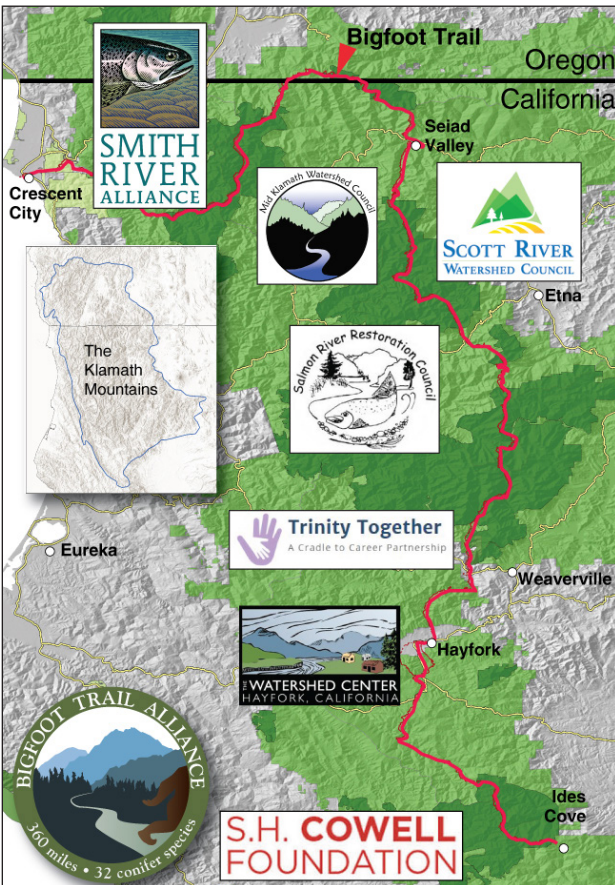 Bigfoot Trail
Oregon
California
SMITH
RIVER
ALLIANCE
Seiad
Valley
Crescent
City
Mid Klamath Watershed Council
SCOTT RIVER
WATERSHED COUNCIL
Etna
The
Klamath
Mountains
Salmon River Restoration Council
Trinity Together
A Cradle to Career Partnership
Eureka
Weaverville
Hayfork
THE WATERSHED CENTER
HAYFORK, CALIFORNIA
BIGFOOT TRAIL ALLIANCE
360 miles • 32 conifer species
Ides
Cove
S.H. COWELL
FOUNDATION